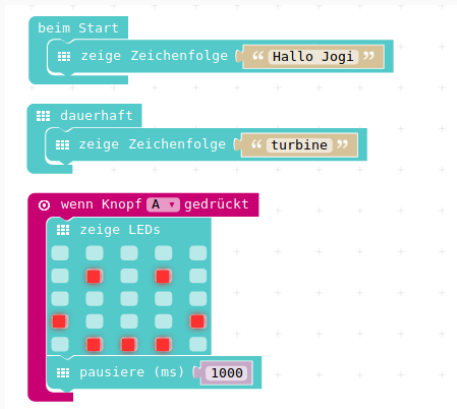 beim Start
zeige Zeichenfolge “ Hallo Jogi ”
dauerhaft
zeige Zeichenfolge “ turbine ”
wenn Knopf A gedrückt
zeige LEDs
pausiere (ms) 1000